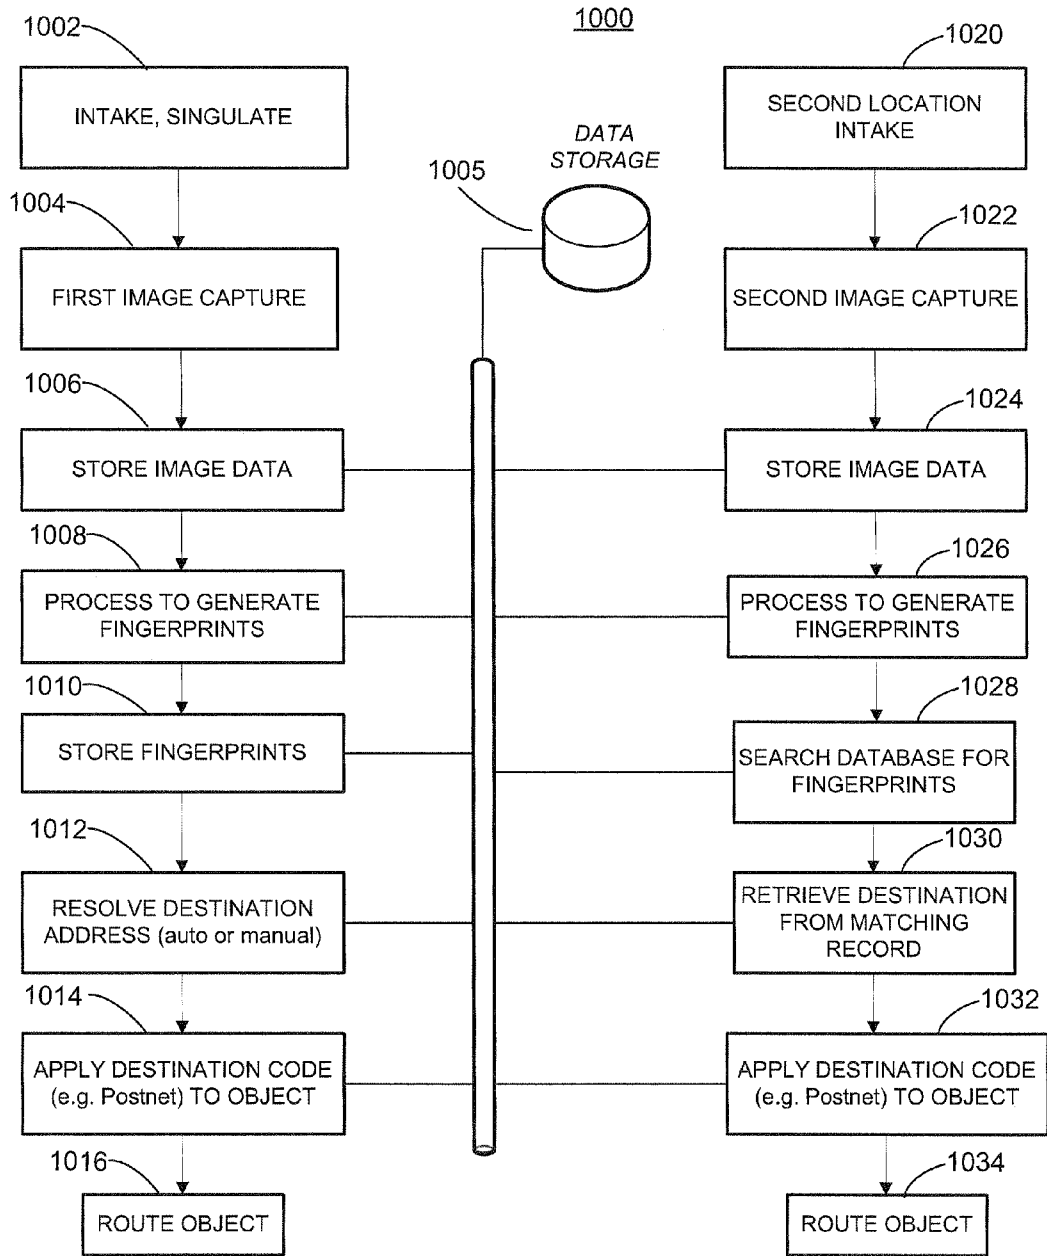 1000
1002
INTAKE, SINGULATE
1004
FIRST IMAGE CAPTURE
1006
STORE IMAGE DATA
1008
PROCESS TO GENERATE
FINGERPRINTS
1010
STORE FINGERPRINTS
1012
RESOLVE DESTINATION
ADDRESS (auto or manual)
1014
APPLY DESTINATION CODE
(e.g. Postnet) TO OBJECT
1016
ROUTE OBJECT
DATA
STORAGE
1005
1020
SECOND LOCATION
INTAKE
1022
SECOND IMAGE CAPTURE
1024
STORE IMAGE DATA
1026
PROCESS TO GENERATE
FINGERPRINTS
1028
SEARCH DATABASE FOR
FINGERPRINTS
1030
RETRIEVE DESTINATION
FROM MATCHING
RECORD
1032
APPLY DESTINATION CODE
(e.g. Postnet) TO OBJECT
1034
ROUTE OBJECT